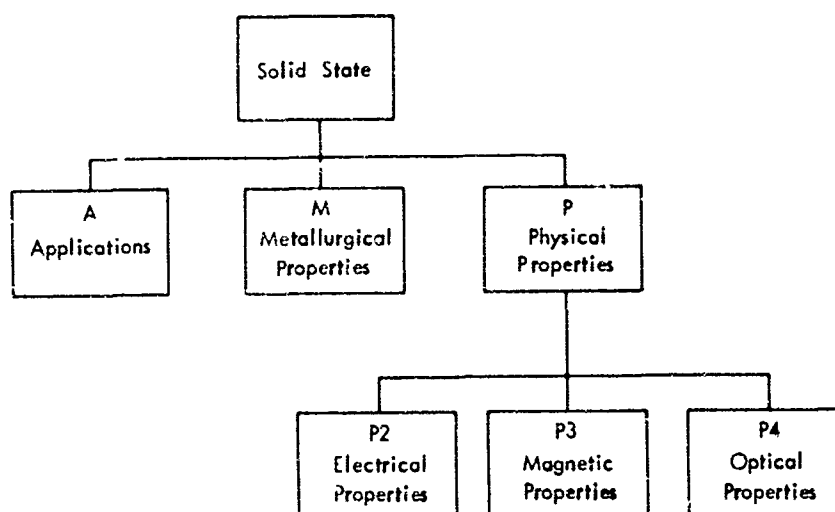 Solid State
A
Applications
M
Metallurgical
Properties
P
Physical
Properties
P2
Electrical
Properties
P3
Magnetic
Properties
P4
Optical
Properties